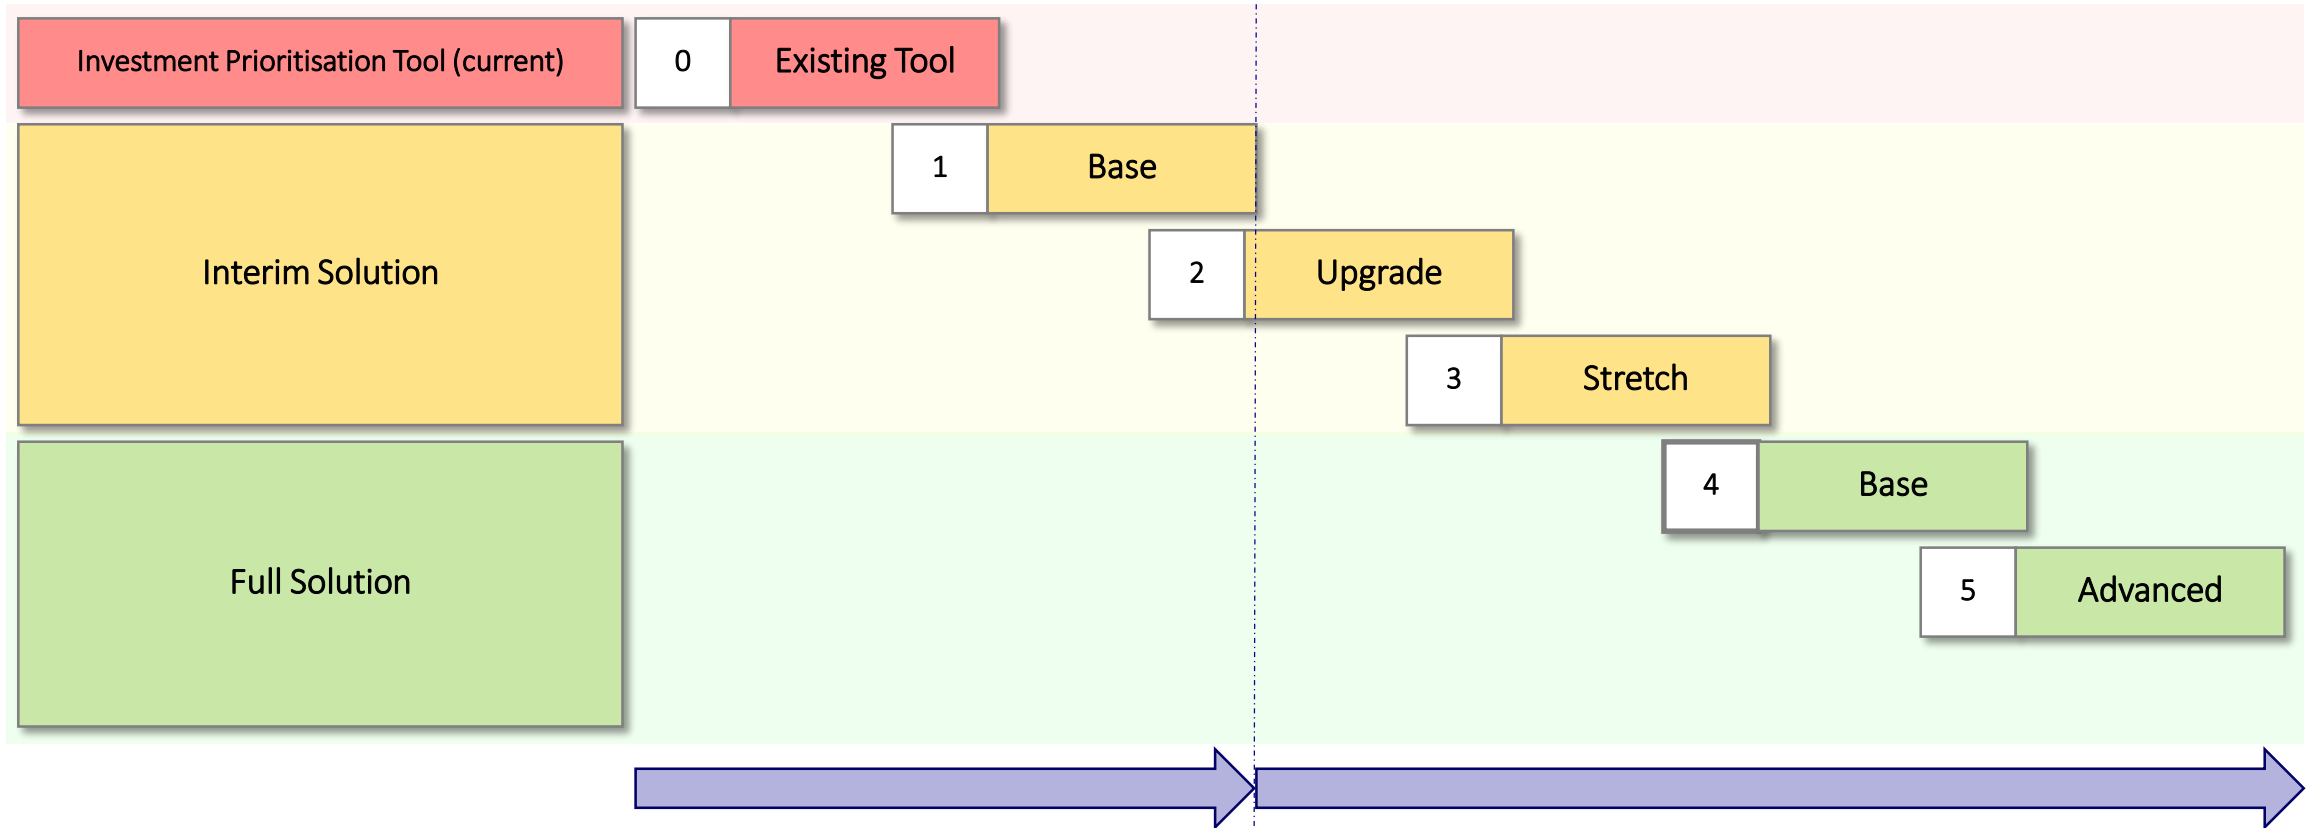 Investment Prioritisation Tool (current)
0
Existing Tool
1
Base
Interim Solution
2
Upgrade
3
Stretch
4
Base
Full Solution
5
Advanced